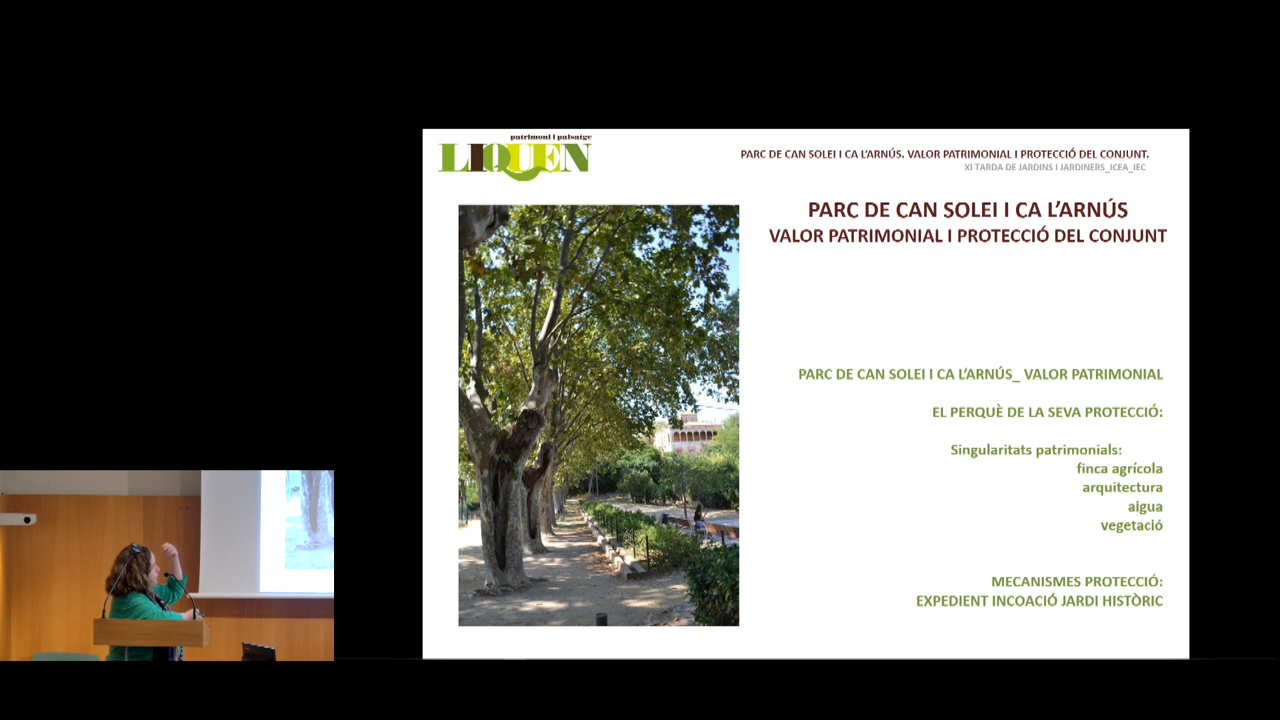 patrimoni i paisatge
LIQUEN
PARC DE CAN SOLEI I CA L'ARNÚS. VALOR PATRIMONIAL I PROTECCIÓ DEL CONJUNT.
XI TARDA DE JARDINS I JARDINERS_ICEA_IEC
PARC DE CAN SOLEI I CA L'ARNÚS
VALOR PATRIMONIAL I PROTECCIÓ DEL CONJUNT
PARC DE CAN SOLEI I CA L'ARNÚS_ VALOR PATRIMONIAL
EL PERQUÈ DE LA SEVA PROTECCIÓ:
Singularitats patrimonials:
finca agrícola
arquitectura
aigua
vegetació
MECANISMES PROTECCIÓ:
EXPEDIENT INCOACIÓ JARDI HISTÒRIC